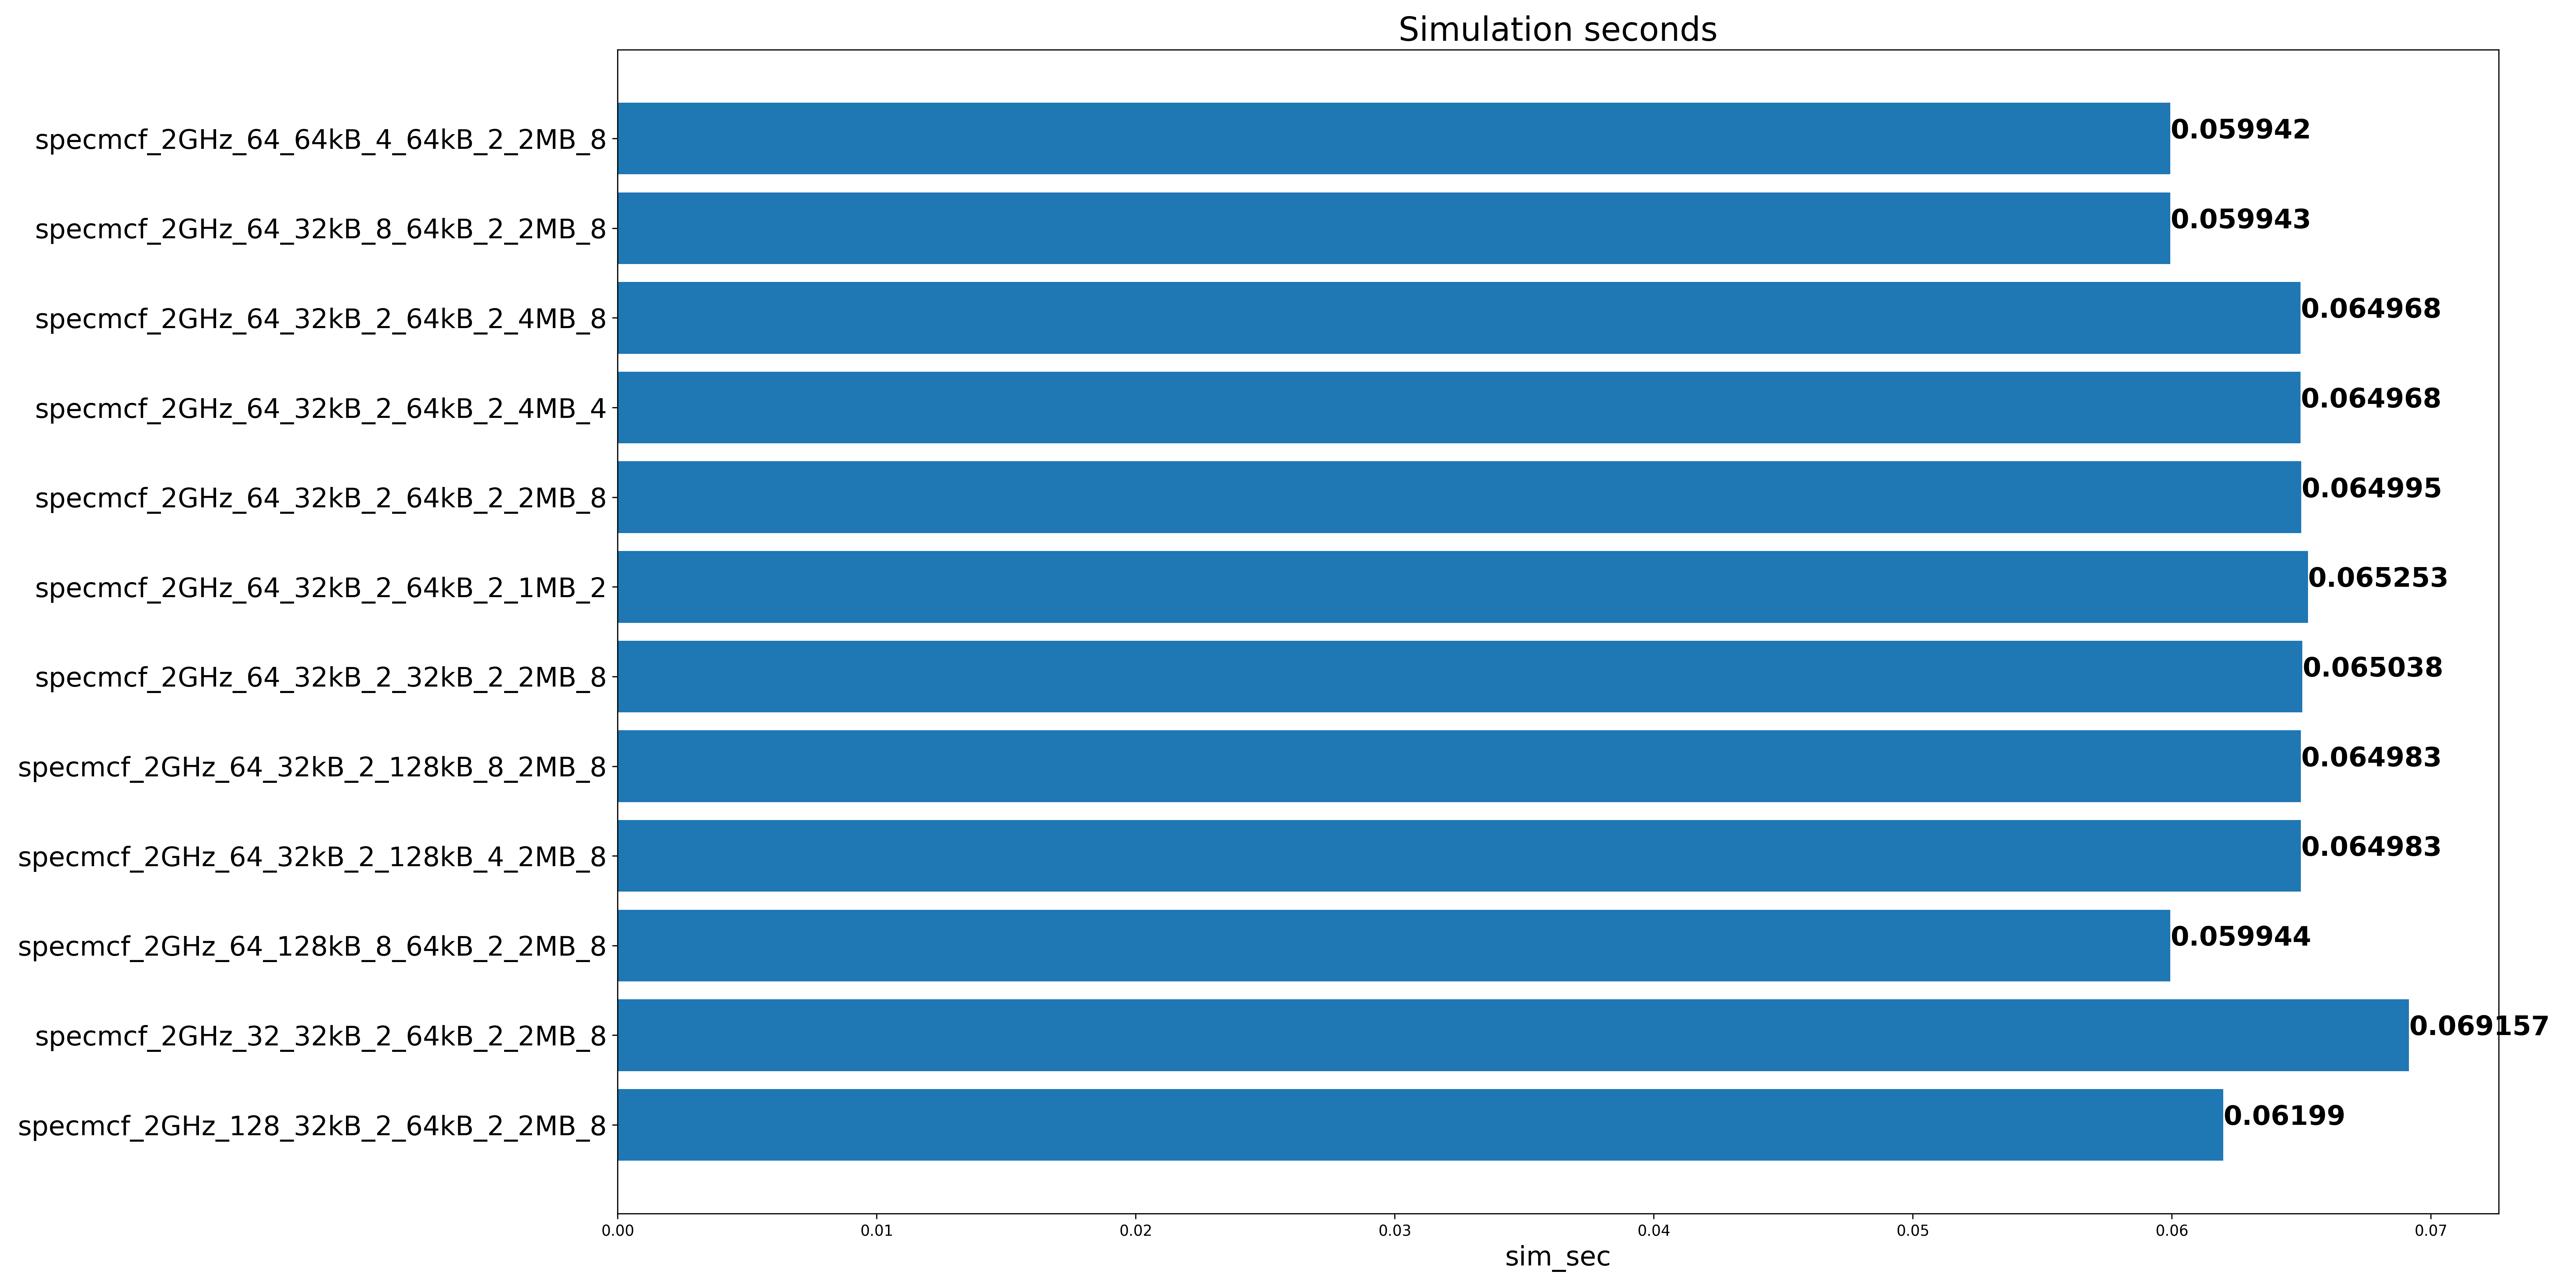 Simulation seconds
specmcf_2GHz_64_64kB_4_64kB_2_2MB_8 0.059942
specmcf_2GHz_64_32kB_8_64kB_2_2MB_8 0.059943
specmcf_2GHz_64_32kB_2_64kB_2_4MB_8 0.064968
specmcf_2GHz_64_32kB_2_64kB_2_4MB_4 0.064968
specmcf_2GHz_64_32kB_2_64kB_2_2MB_8 0.064995
specmcf_2GHz_64_32kB_2_64kB_2_1MB_2 0.065253
specmcf_2GHz_64_32kB_2_32kB_2_2MB_8 0.065038
specmcf_2GHz_64_32kB_2_128kB_8_2MB_8 0.064983
specmcf_2GHz_64_32kB_2_128kB_4_2MB_8 0.064983
specmcf_2GHz_64_128kB_8_64kB_2_2MB_8 0.059944
specmcf_2GHz_32_32kB_2_64kB_2_2MB_8 0.069157
specmcf_2GHz_128_32kB_2_64kB_2_2MB_8 0.06199
0.00 0.01 0.02 0.03 0.04 0.05 0.06 0.07
sim_sec